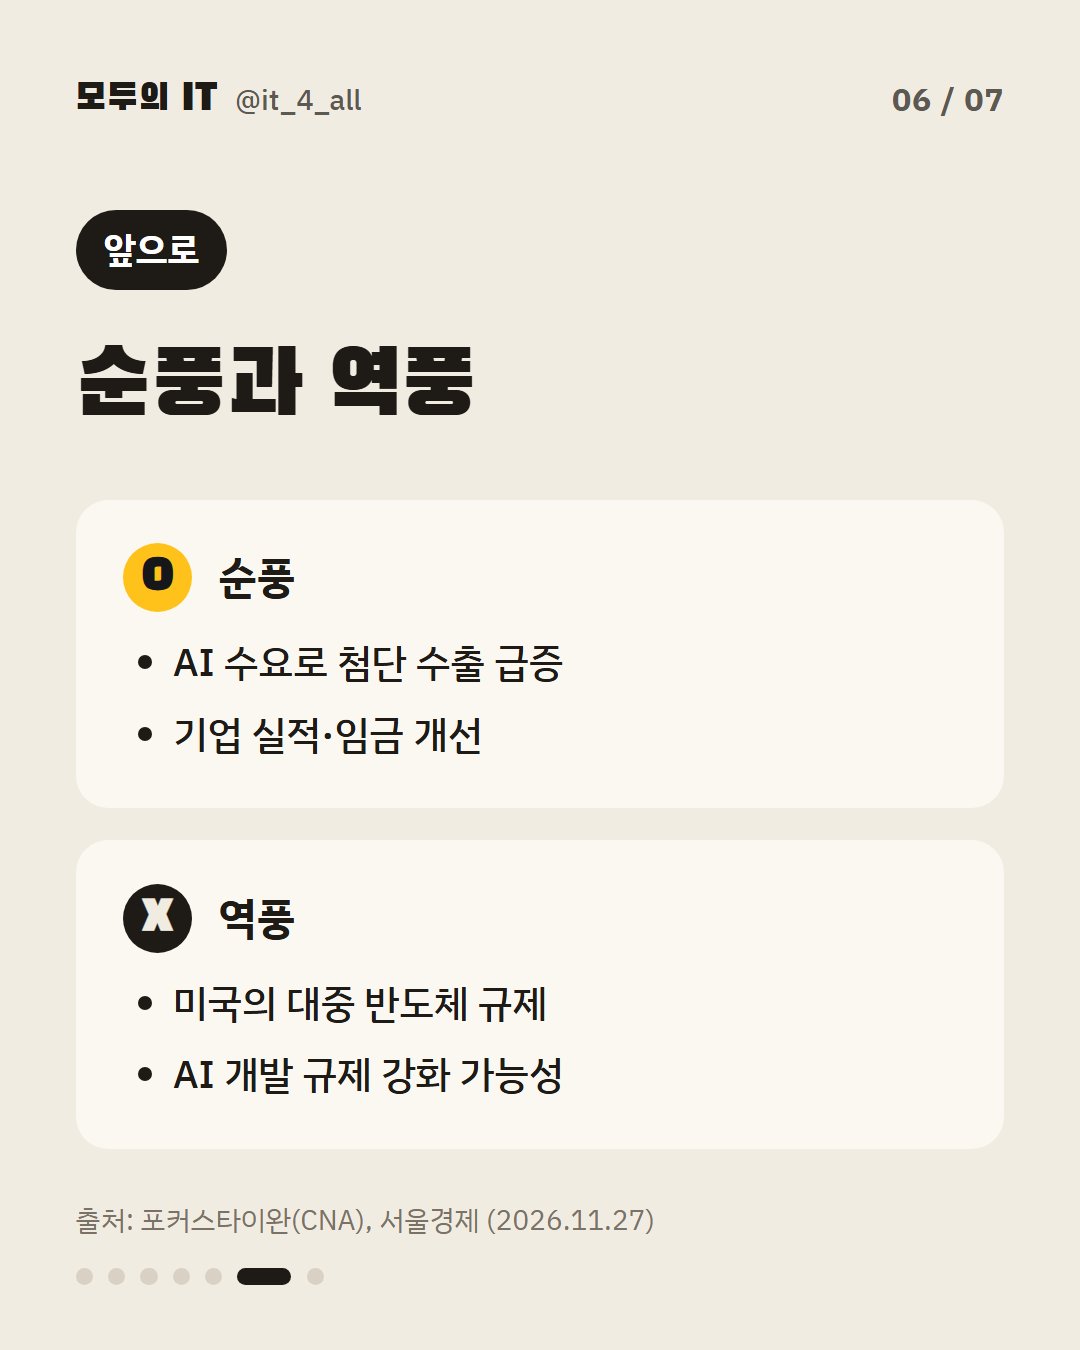 모두의 IT @it_4_all
06 / 07
앞으로
순풍과 역풍
O 순풍
• AI 수요로 첨단 수출 급증
• 기업 실적·임금 개선
X 역풍
• 미국의 대중 반도체 규제
• AI 개발 규제 강화 가능성
출처: 포커스타이완(CNA), 서울경제 (2026.11.27)